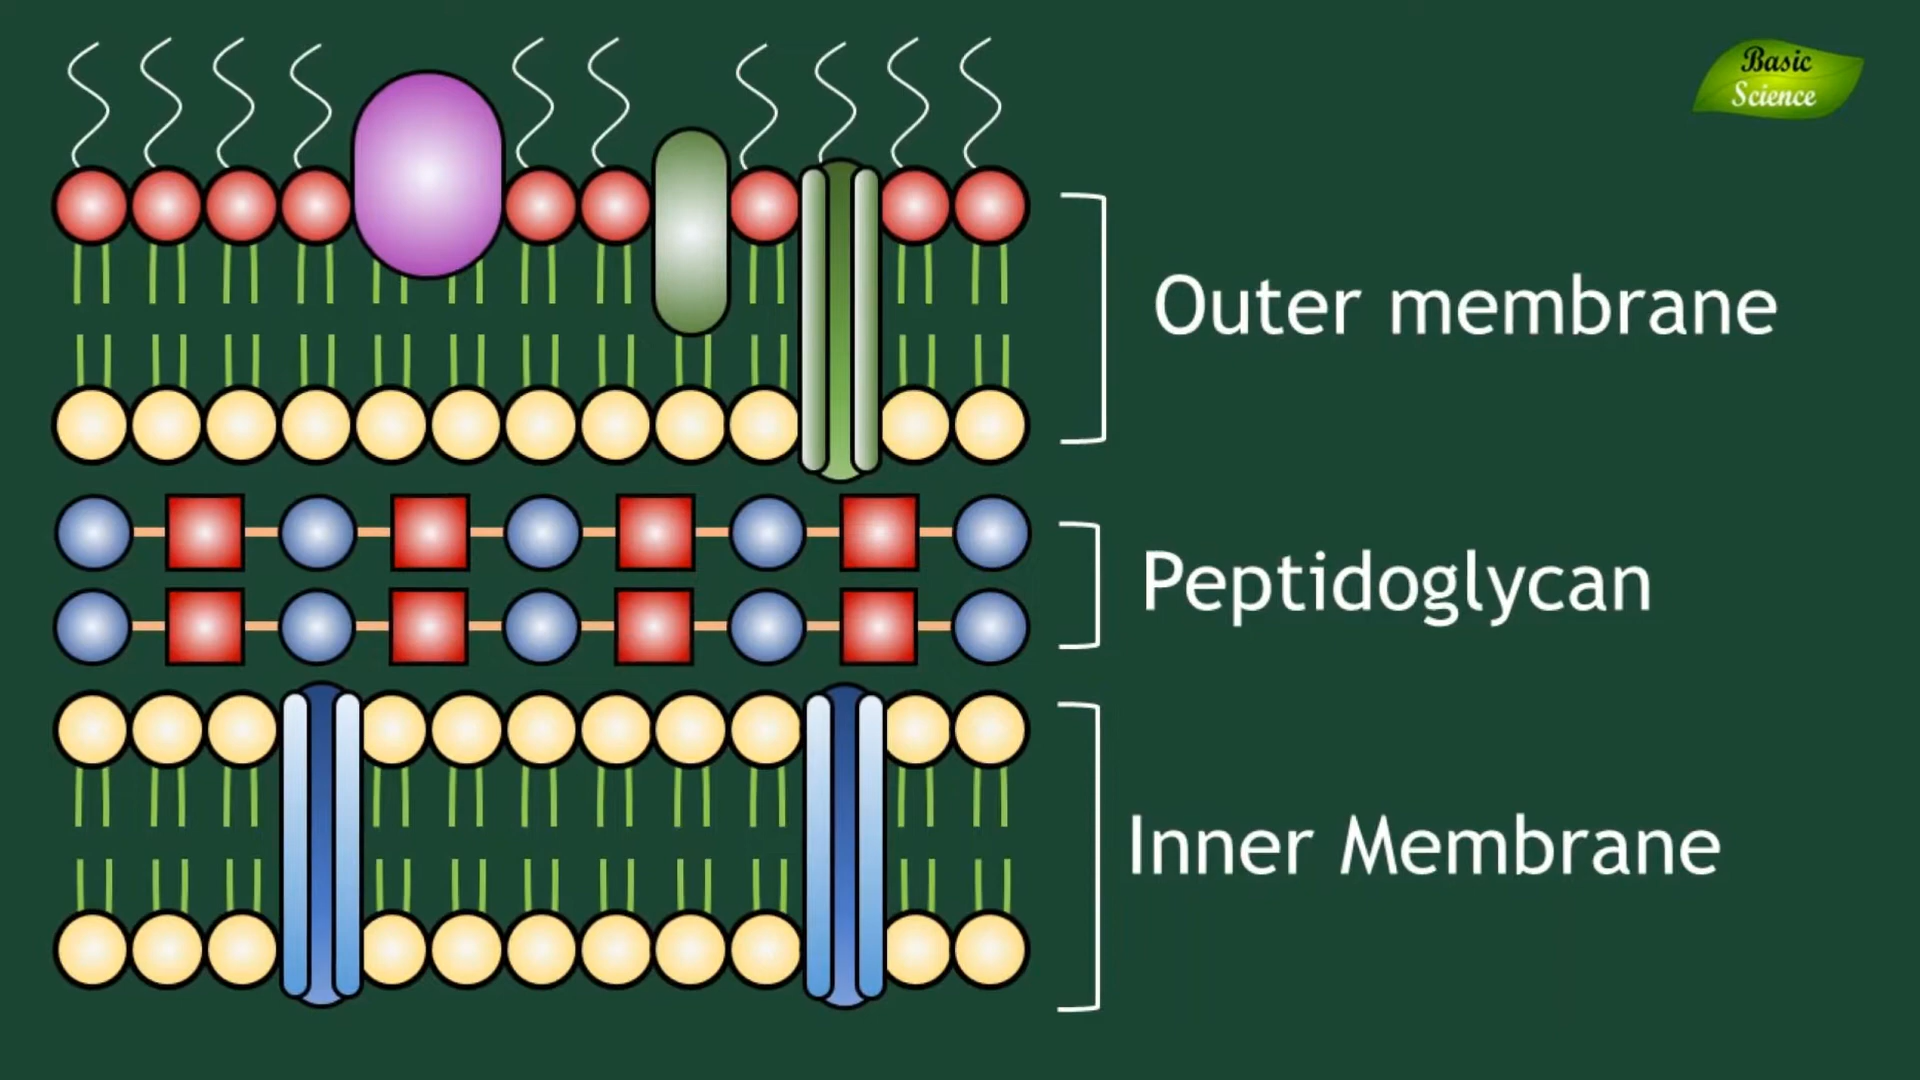 Basic
Science
Outer membrane
Peptidoglycan
Inner Membrane